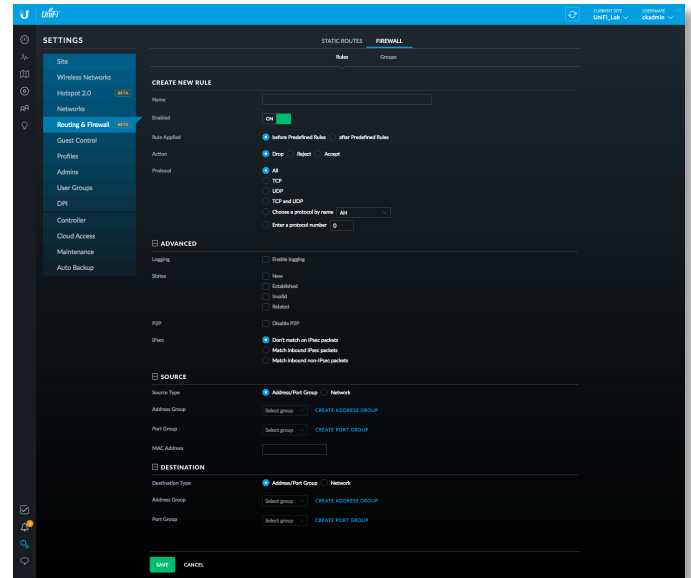 U UniFi CURRENT SITE USERNAME
UniFi_Lab ckadmin
SETTINGS STATIC ROUTES FIREWALL
Site Rules Groups
Wireless Networks
CREATE NEW RULE
Hotspot 2.0 BETA
Name
Networks
Enabled ON
Routing & Firewall BETA
Rule Applied before Predefined Rules after Predefined Rules
Guest Control
Action Drop Reject Accept
Profiles
Protocol All
Admins
TCP
User Groups
UDP
DPI
TCP and UDP
Controller
Choose a protocol by name AH
Enter a protocol number 0
Cloud Access
ADVANCED
Maintenance
Logging Enable logging
Auto Backup
States New
Established
Invalid
Related
P2P Disable P2P
IPsec Don't match on IPsec packets
Match inbound IPsec packets
Match inbound non-IPsec packets
SOURCE
Source Type Address/Port Group Network
Address Group Select group CREATE ADDRESS GROUP
Port Group Select group CREATE PORT GROUP
MAC Address
DESTINATION
Destination Type Address/Port Group Network
Address Group Select group CREATE ADDRESS GROUP
Port Group Select group CREATE PORT GROUP
SAVE CANCEL